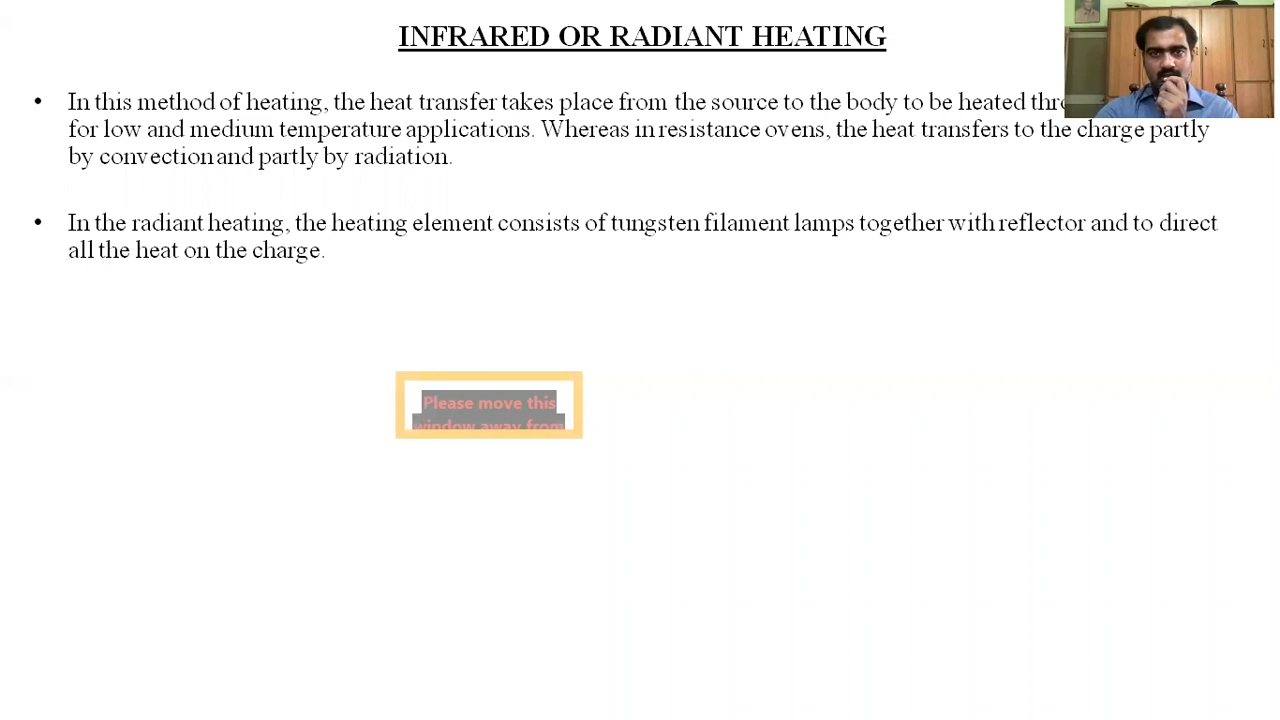 INFRARED OR RADIANT HEATING
• In this method of heating, the heat transfer takes place from the source to the body to be heated
for low and medium temperature applications. Whereas in resistance ovens, the heat transfers to the charge partly
by convection and partly by radiation.
• In the radiant heating, the heating element consists of tungsten filament lamps together with reflector and to direct
all the heat on the charge.
Please move this
window away from